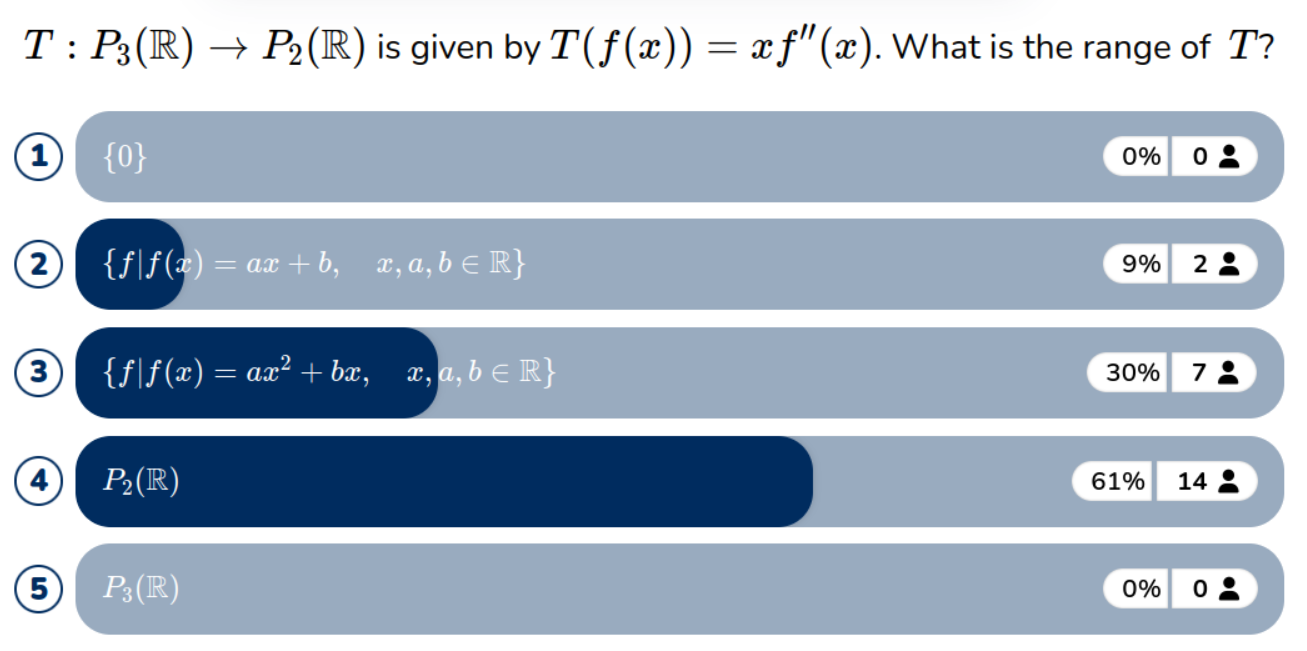 T : P₃(ℝ) → P₂(ℝ) is given by T(f(x)) = xf″(x). What is the range of T?
1 {0} 0% 0
2 {f|f(x) = ax + b, x, a, b ∈ ℝ} 9% 2
3 {f|f(x) = ax² + bx, x, a, b ∈ ℝ} 30% 7
4 P₂(ℝ) 61% 14
5 P₃(ℝ) 0% 0